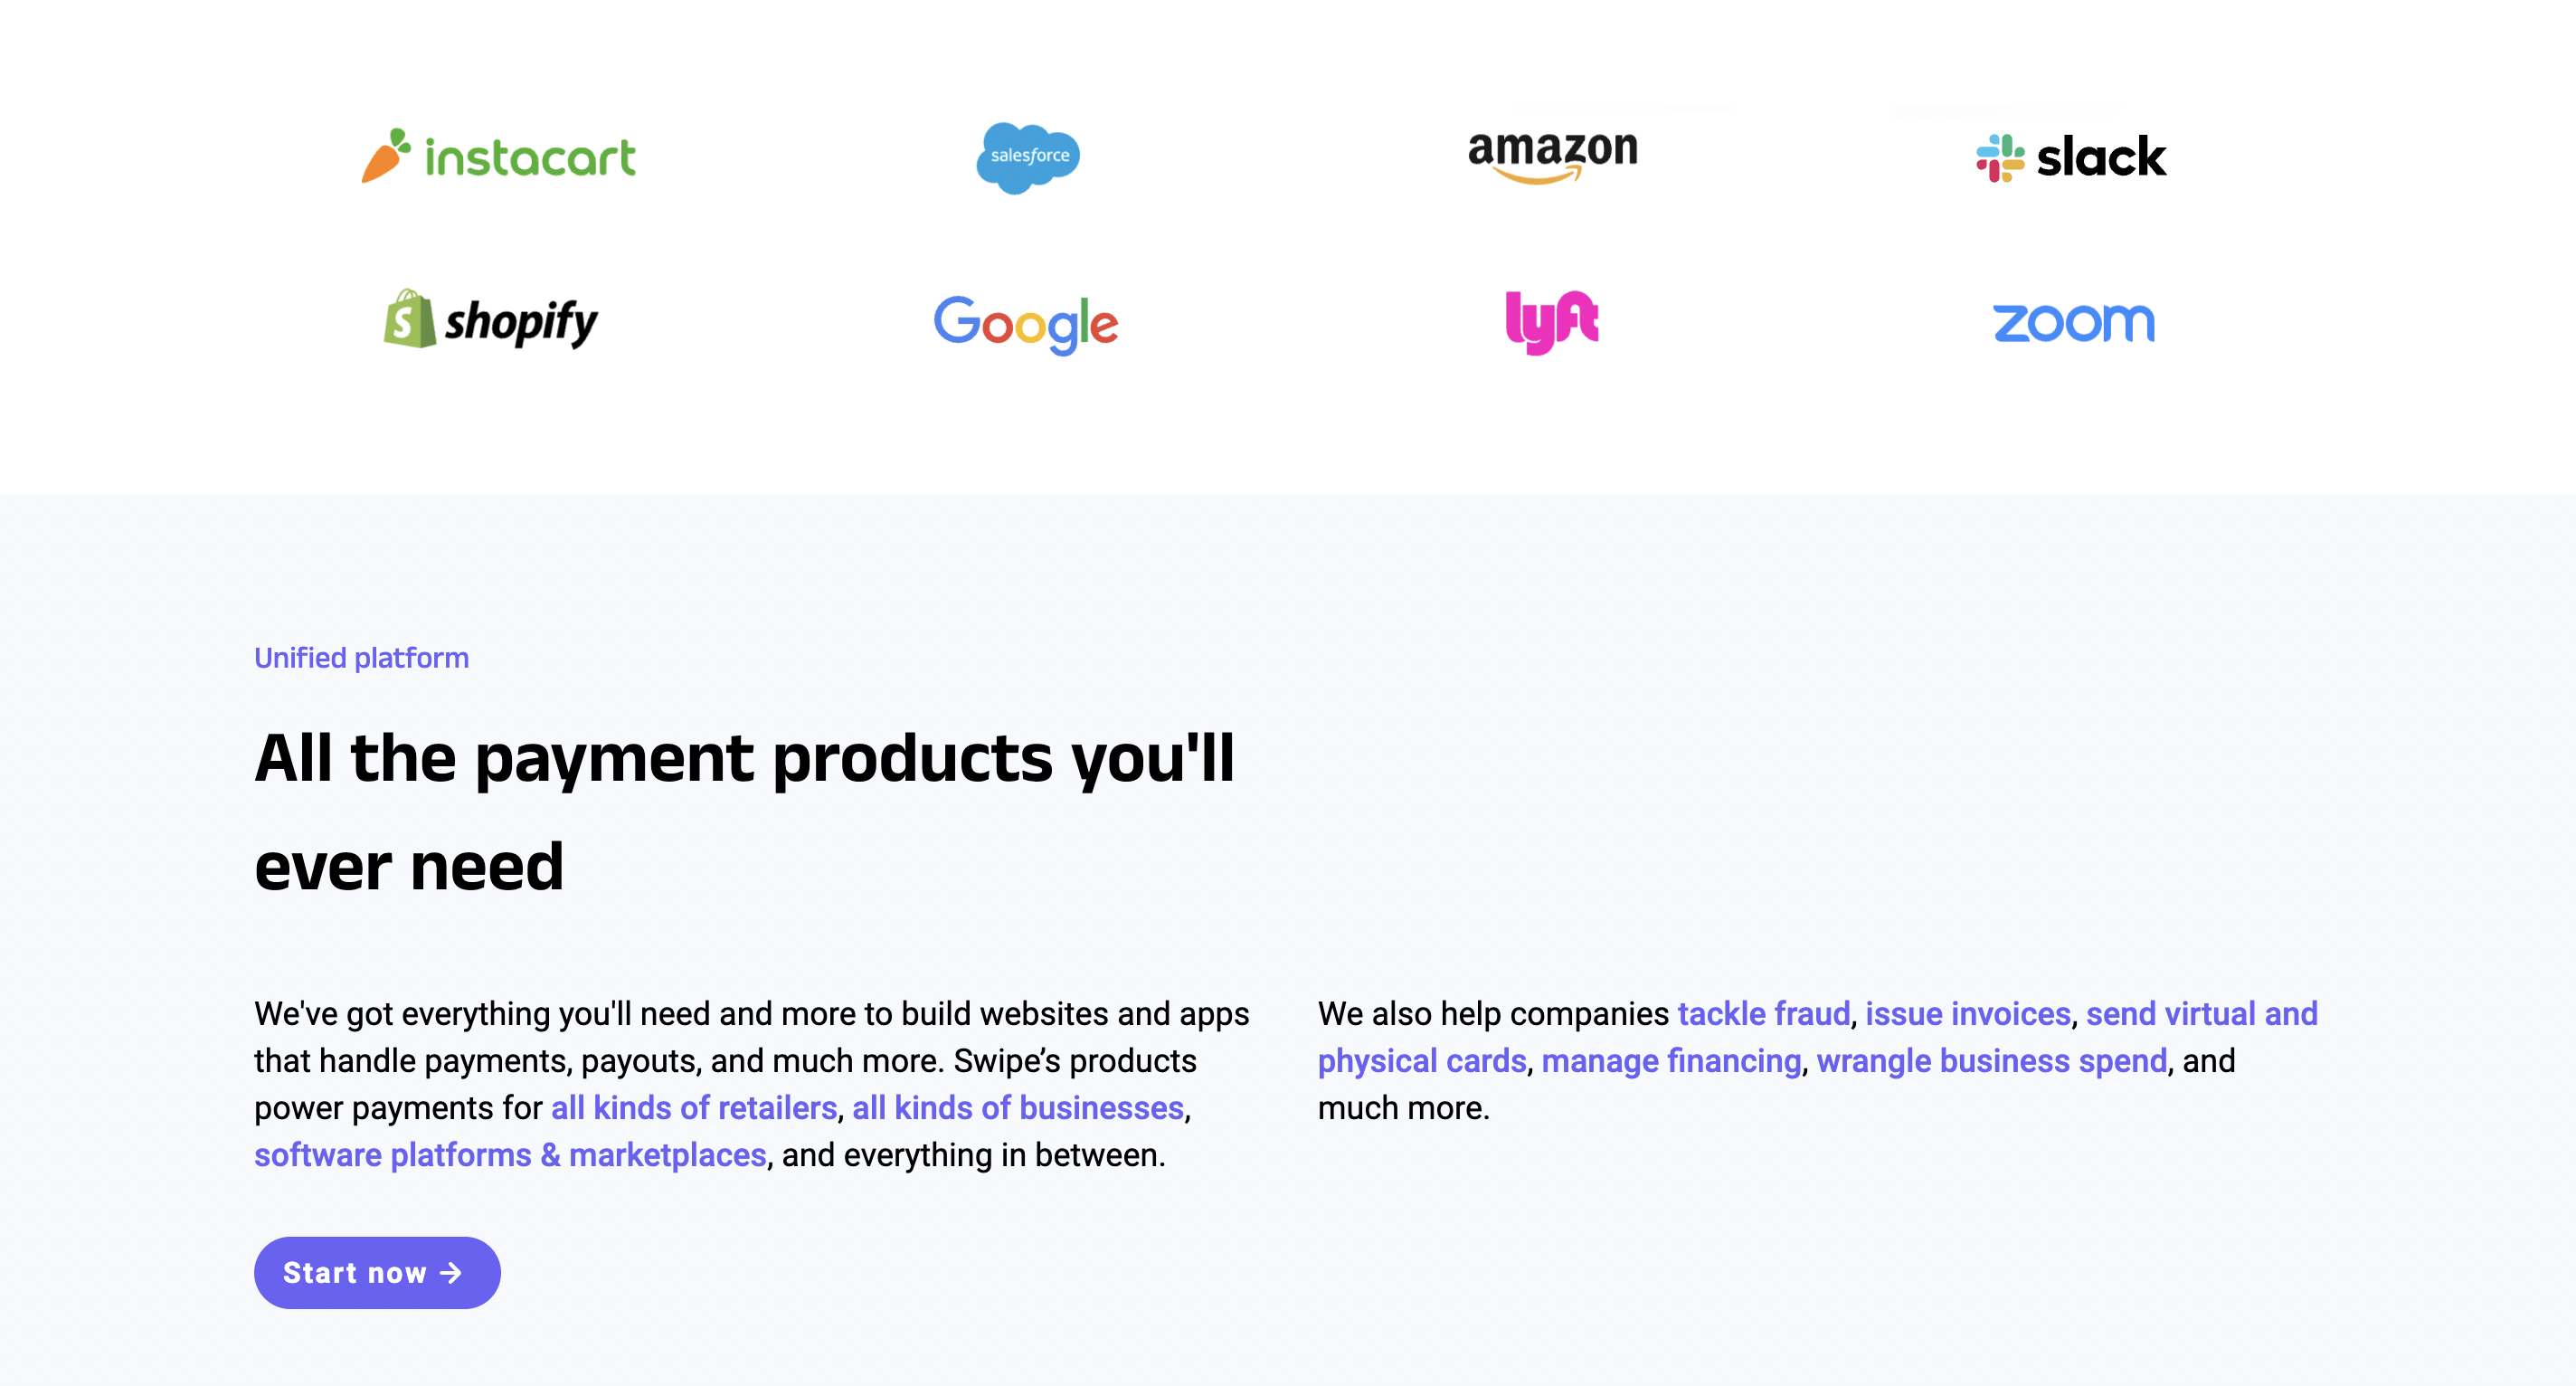 instacart
salesforce
amazon
slack
shopify
Google
lyft
zoom
Unified platform
All the payment products you'll
ever need
We've got everything you'll need and more to build websites and apps
that handle payments, payouts, and much more. Swipe’s products
power payments for all kinds of retailers, all kinds of businesses,
software platforms & marketplaces, and everything in between.
We also help companies tackle fraud, issue invoices, send virtual and
physical cards, manage financing, wrangle business spend, and
much more.
Start now →